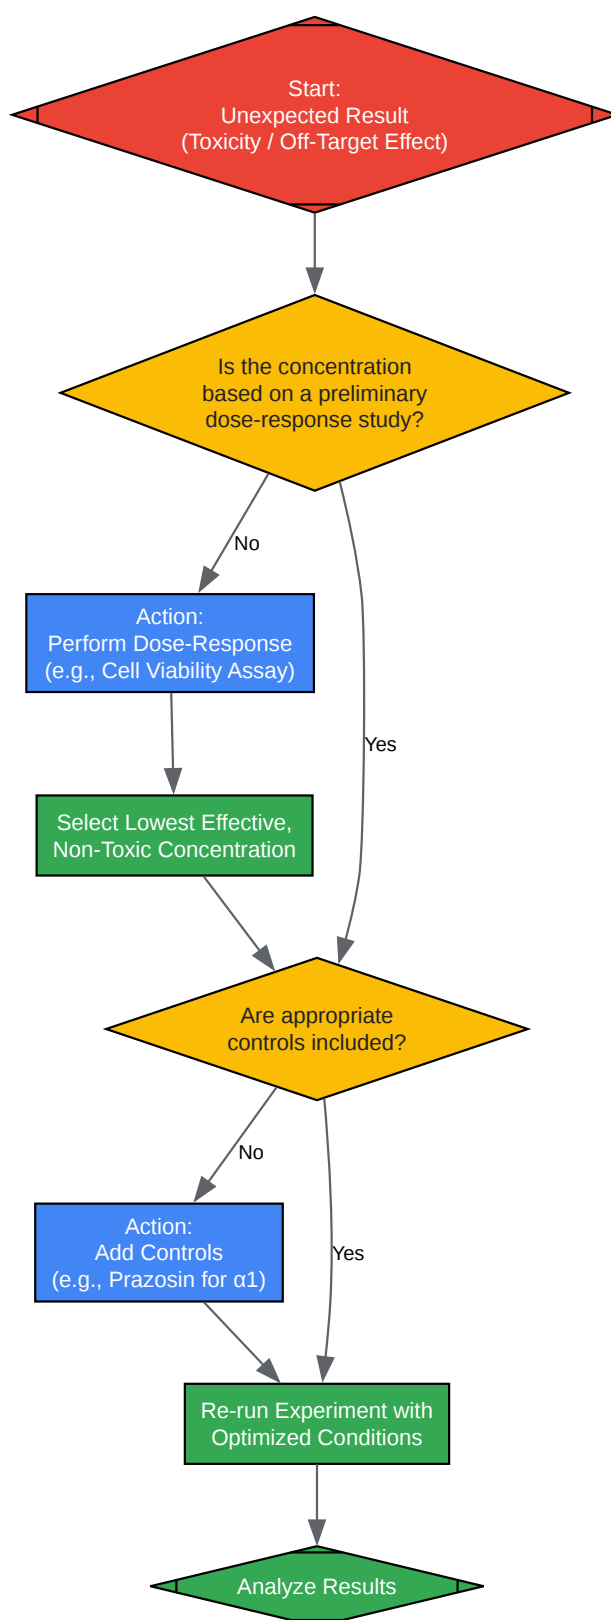 Start:
Unexpected Result
(Toxicity / Off-Target Effect)
Is the concentration
based on a preliminary
dose-response study?
No
Action:
Perform Dose-Response
(e.g., Cell Viability Assay)
Yes
Select Lowest Effective,
Non-Toxic Concentration
Are appropriate
controls included?
No
Action:
Add Controls
(e.g., Prazosin for α1)
Yes
Re-run Experiment with
Optimized Conditions
Analyze Results